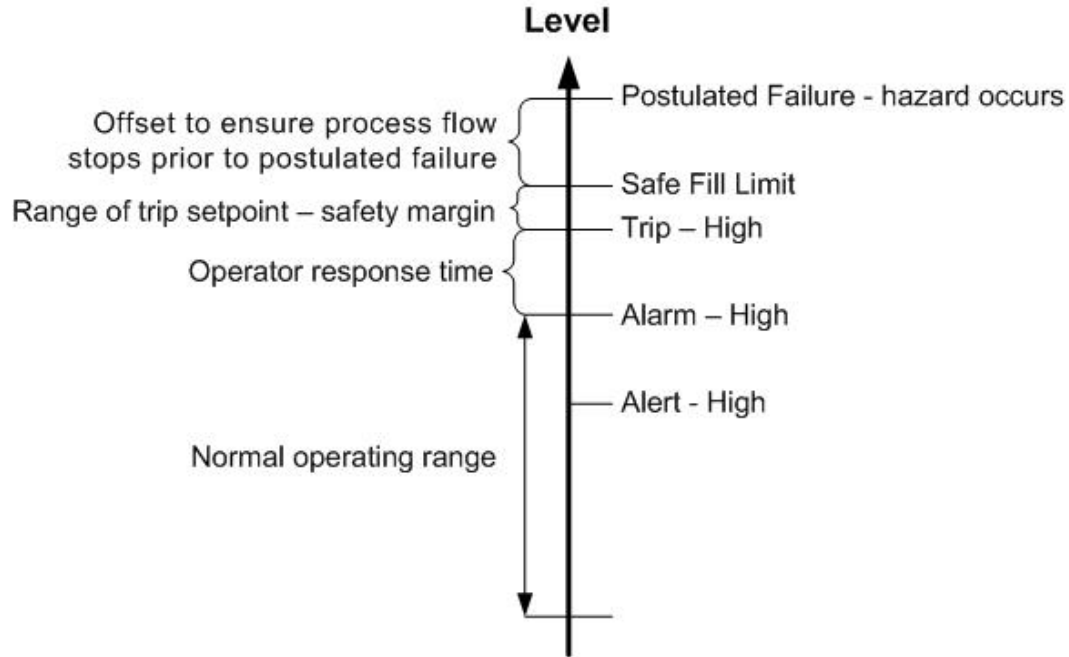 Level
Postulated Failure - hazard occurs
Offset to ensure process flow
stops prior to postulated failure
Safe Fill Limit
Range of trip setpoint – safety margin
Trip – High
Operator response time
Alarm – High
Alert - High
Normal operating range